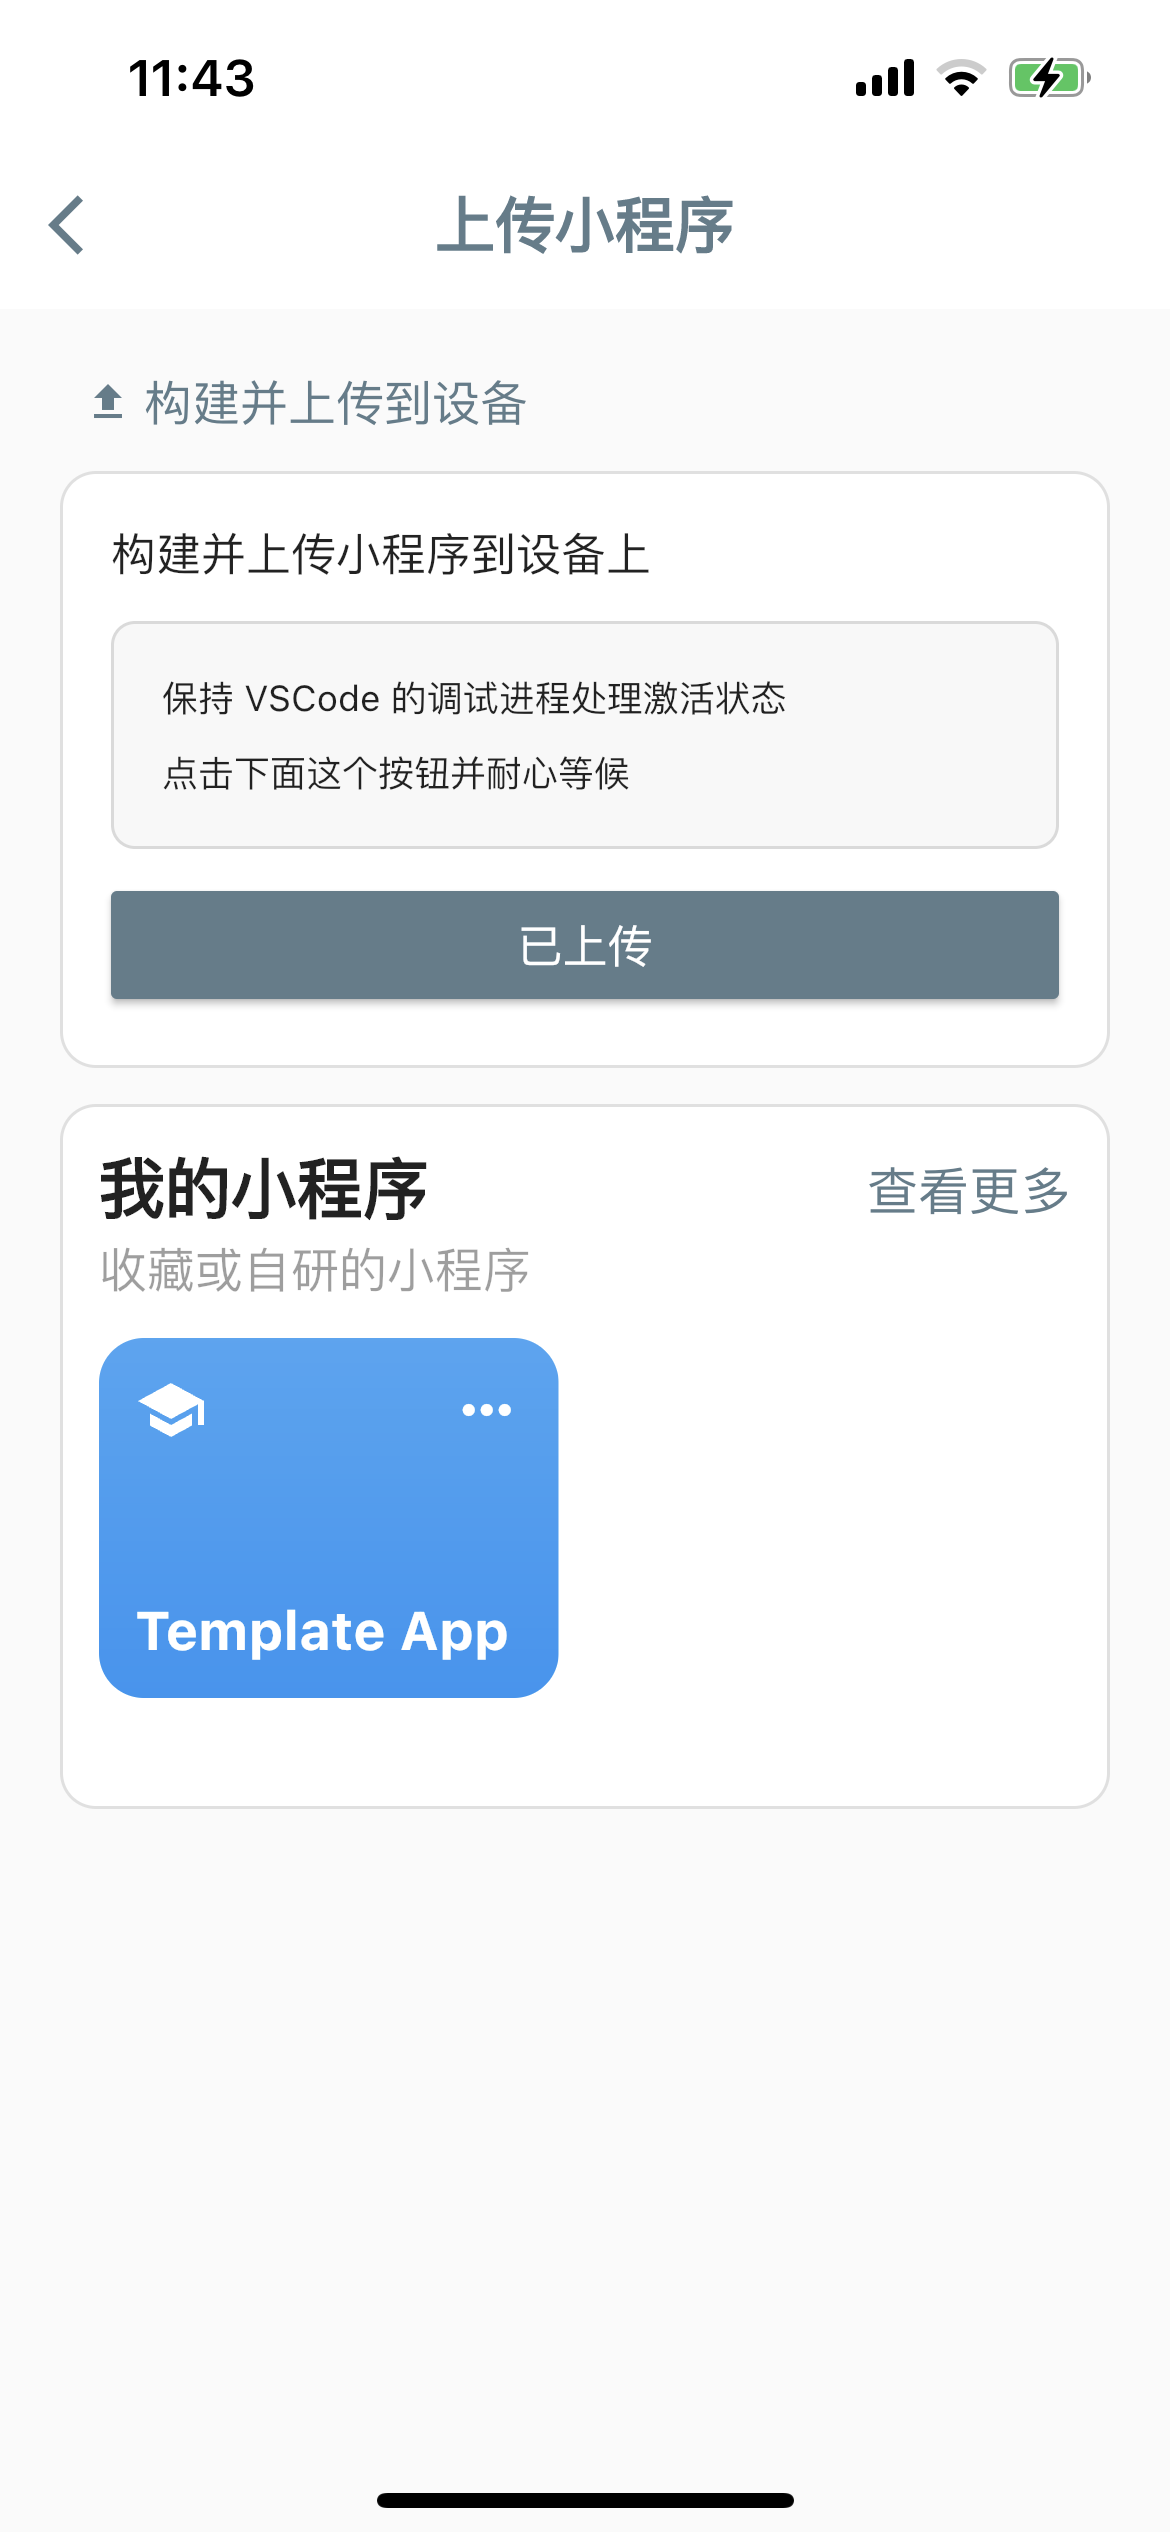 11:43
上传小程序
构建并上传到设备
构建并上传小程序到设备上
保持 VSCode 的调试进程处理激活状态
点击下面这个按钮并耐心等候
已上传
我的小程序
查看更多
收藏或自研的小程序
Template App